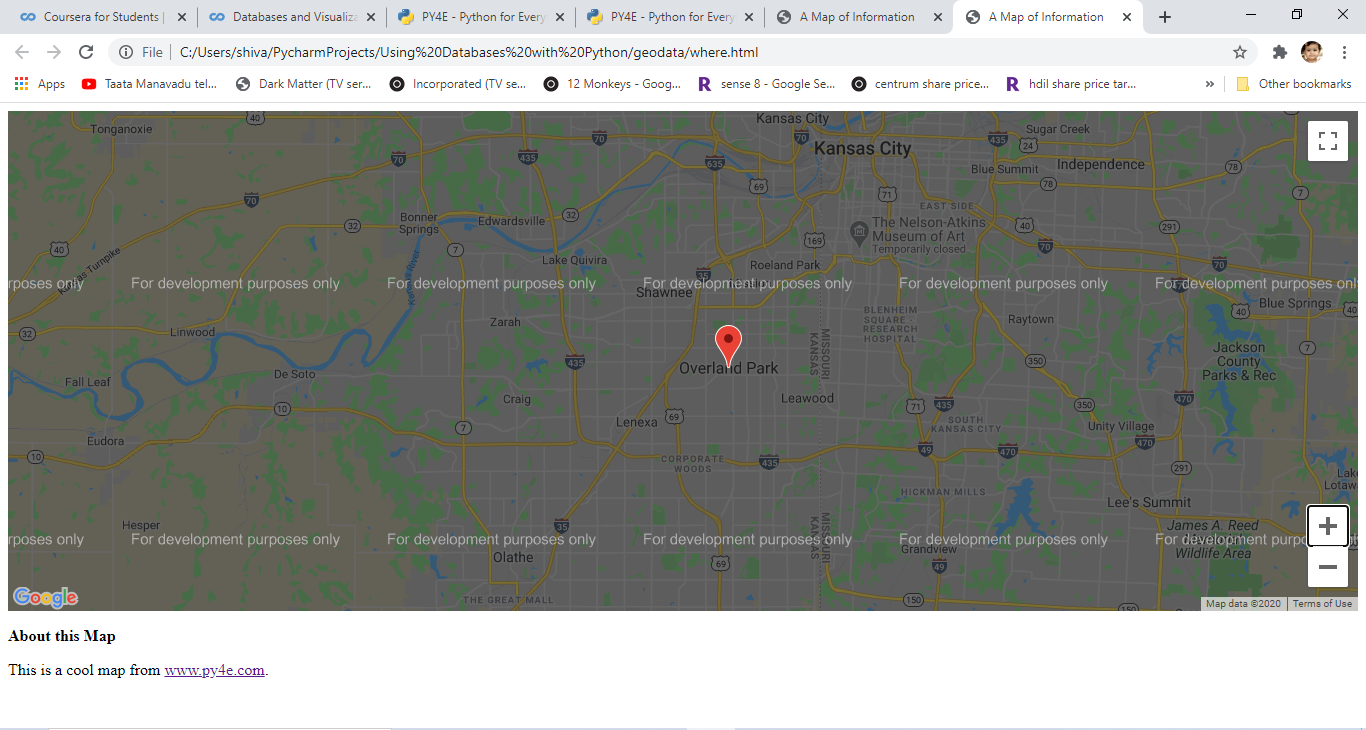 Coursera for Students |
Databases and Visualiza
PY4E - Python for Every
PY4E - Python for Every
A Map of Information
A Map of Information
File
C:/Users/shiva/PycharmProjects/Using%20Databases%20with%20Python/geodata/where.html
Apps
Taata Manavadu tel...
Dark Matter (TV ser...
Incorporated (TV se...
12 Monkeys - Goog...
sense 8 - Google Se...
centrum share price...
hdil share price tar...
»
Other bookmarks
Tonganoxie
40
Kansas City
70
435
70
635
70
Kansas City
435
Sugar Creek
24
Independence
78
Blue Summit
78
7
69
71
70
Bonner
Springs
Edwardsville
32
32
EAST SIDE
The Nelson-Atkins
Museum of Art
Temporarily closed
40
291
40
7
169
70
Kansas Turnpike
Lake Quivira
Roeland Park
70
rposes only
For development purposes only
For development purposes only
For development purposes only
For development purposes only
For development purposes onl
35
Shawnee
Kansas River
Blue Springs
40
40
32
Linwood
Zarah
BLENHEIM
SQUARE -
RESEARCH
HOSPITAL
Raytown
MISSOURI
KANSAS
435
350
7
Jackson
County
Parks & Rec
Overland Park
Fall Leaf
De Soto
Craig
Leawood
10
71
435
350
470
Lenexa
69
7
SOUTH
KANSAS CITY
Unity Village
Eudora
10
470
49
470
CORPORATE
WOODS
435
291
Lake
Lotaw
HICKMAN MILLS
Lee's Summit
Hesper
35
MISSOURI
KANSAS
James A. Reed
Wildlife Area
rposes only
For development purposes only
For development purposes only
For development purposes only
For development purposes only
For development purpo
Grandview
Olathe
69
49
THE GREAT MALL
150
150
Google
Map data ©2020
Terms of Use
About this Map
This is a cool map from www.py4e.com.